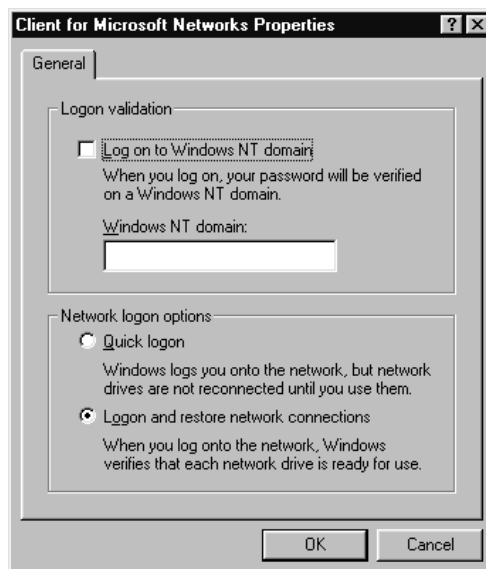 Client for Microsoft Networks Properties
General
Logon validation
Log on to Windows NT domain
When you log on, your password will be verified
on a Windows NT domain.
Windows NT domain:
Network logon options
Quick logon
Windows logs you onto the network, but network
drives are not reconnected until you use them.
Logon and restore network connections
When you log onto the network, Windows
verifies that each network drive is ready for use.
OK Cancel